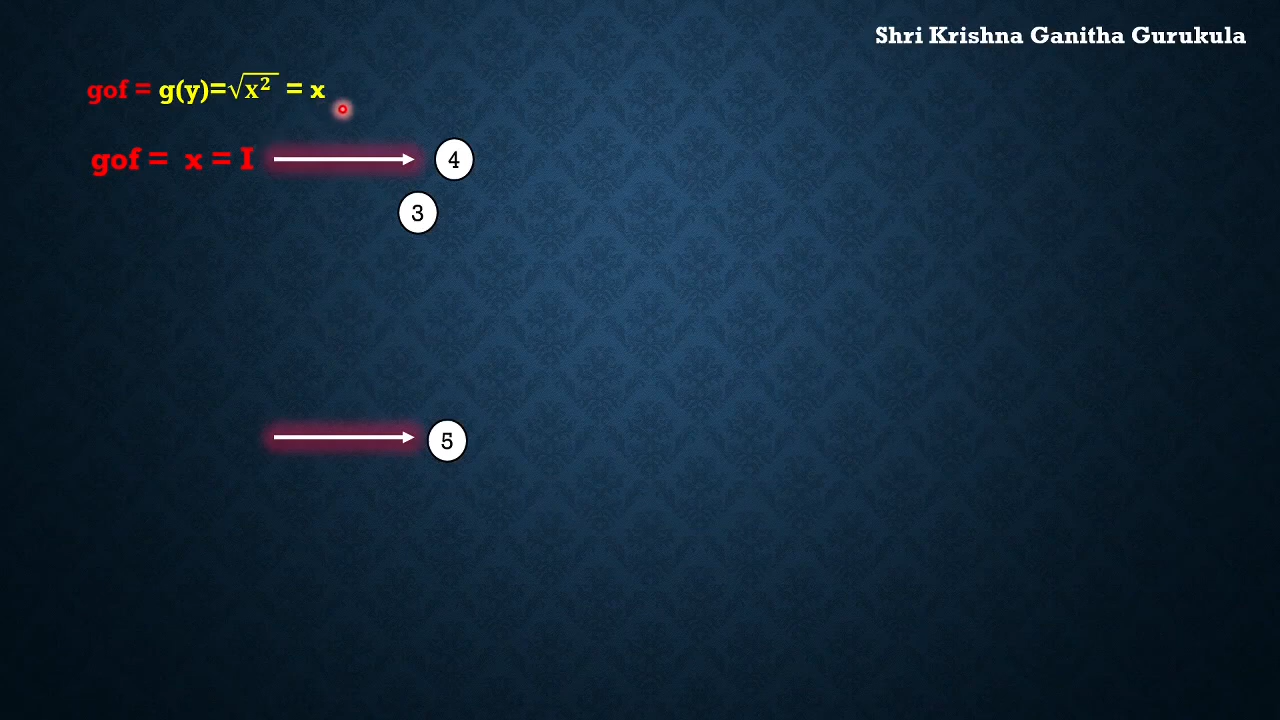 Shri Krishna Ganitha Gurukula
gof = g(y)=√x² = x
gof = x = I
4
3
5